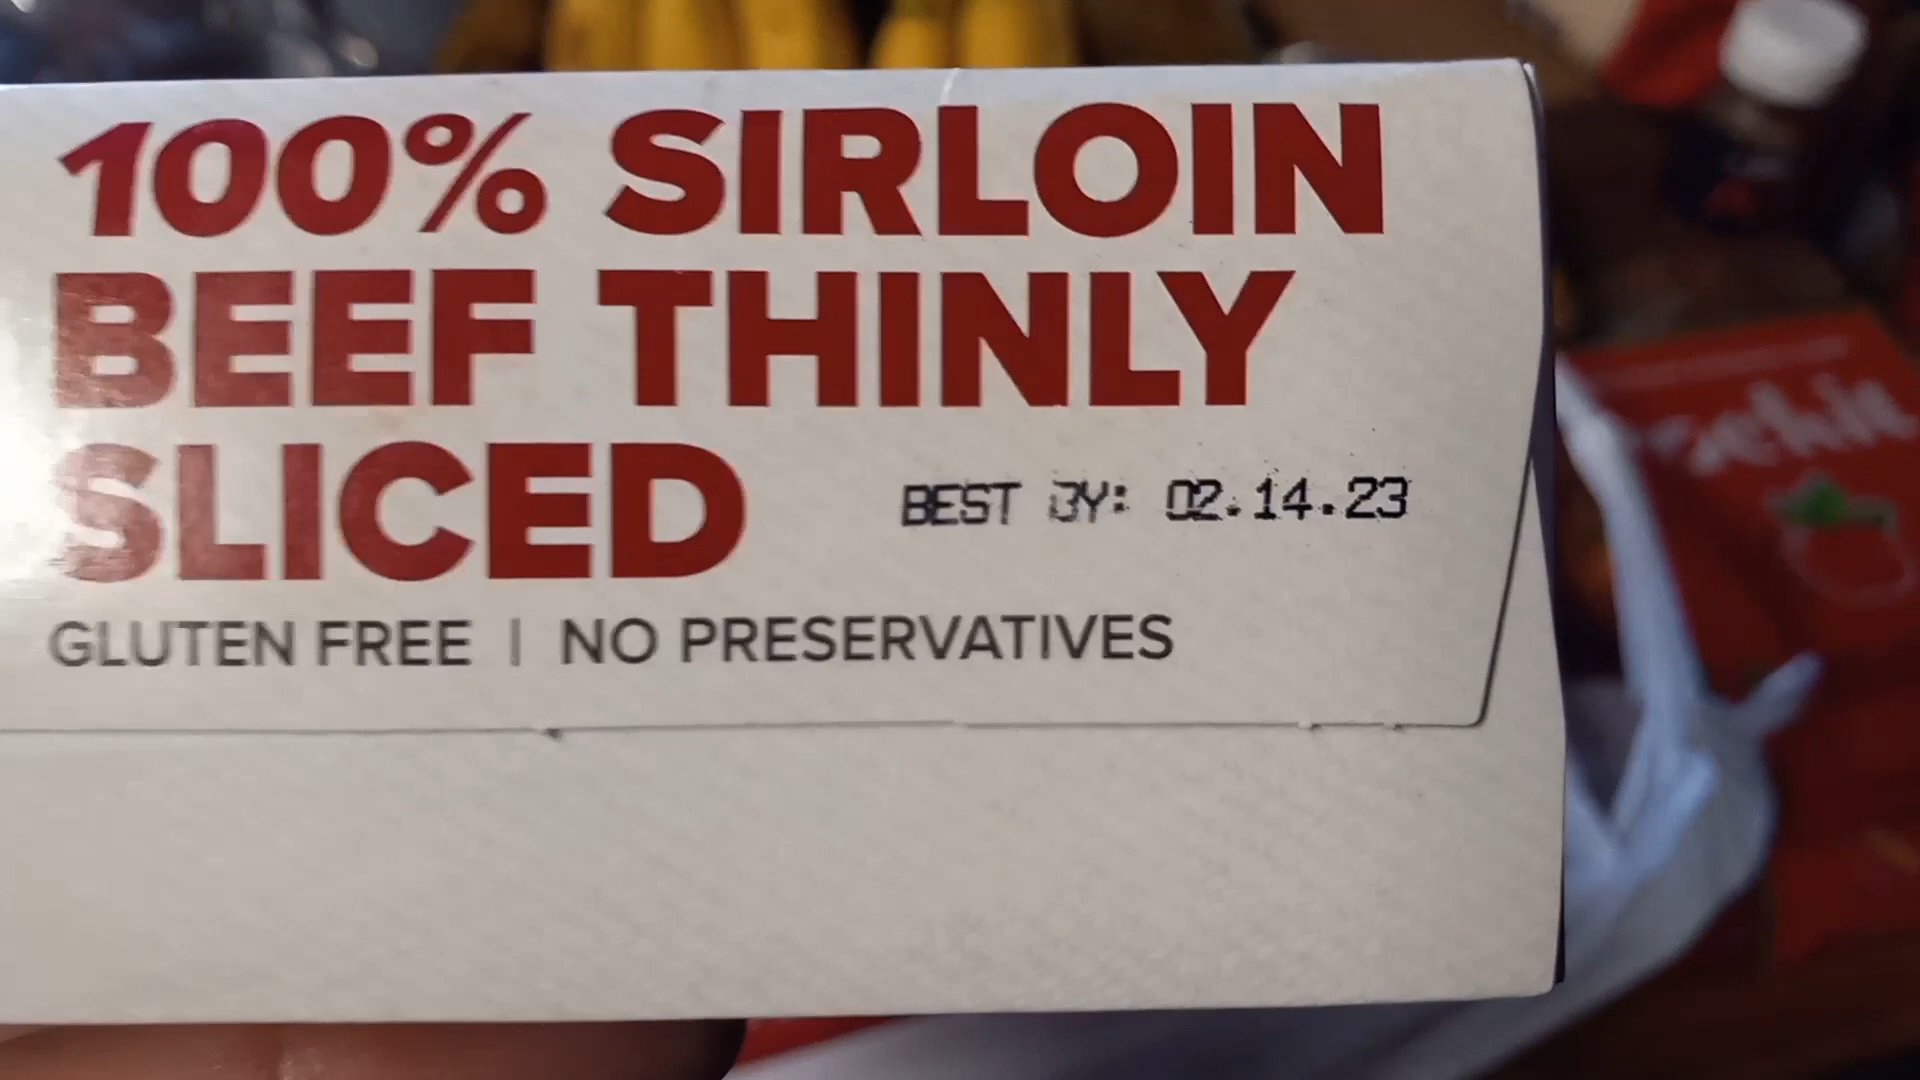 100% SIRLOIN
BEEF THINLY
SLICED
BEST BY: 02.14.23
GLUTEN FREE | NO PRESERVATIVES